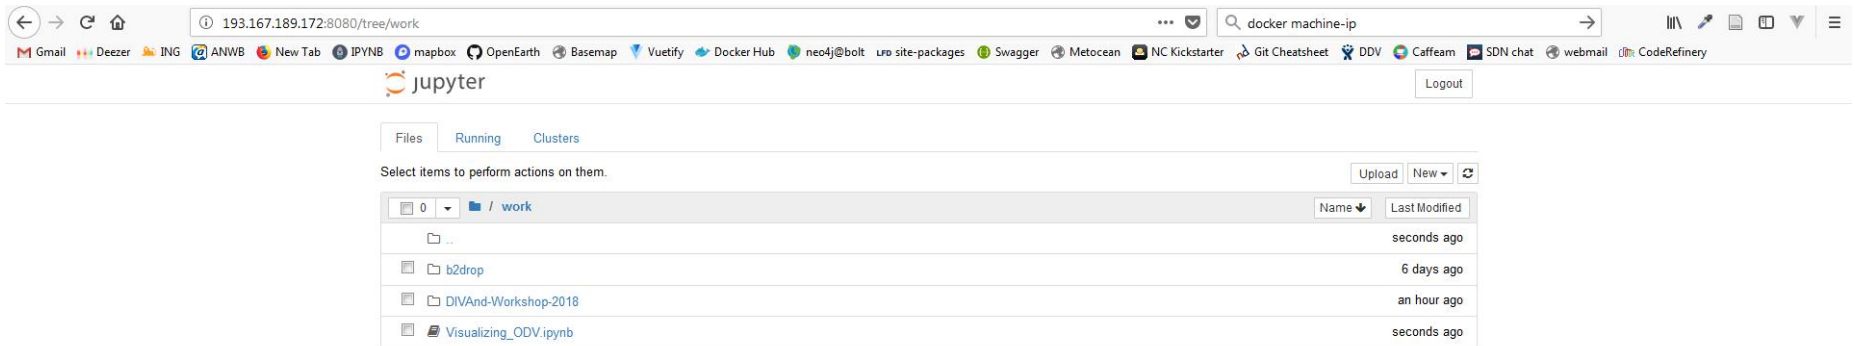 193.167.189.172:8080/tree/work docker machine-ip
Gmail Deezer ING ANWB New Tab IPYNB mapbox OpenEarth Basemap Vuetify Docker Hub neo4j@bolt LFD site-packages Swagger Metocean NC Kickstarter Git Cheatsheet DDV Caffeam SDN chat webmail CodeRefinery
jupyter Logout
Files Running Clusters
Select items to perform actions on them. Upload New
0 / work Name Last Modified
.. seconds ago
b2drop 6 days ago
DIVAnd-Workshop-2018 an hour ago
Visualizing_ODV.ipynb seconds ago